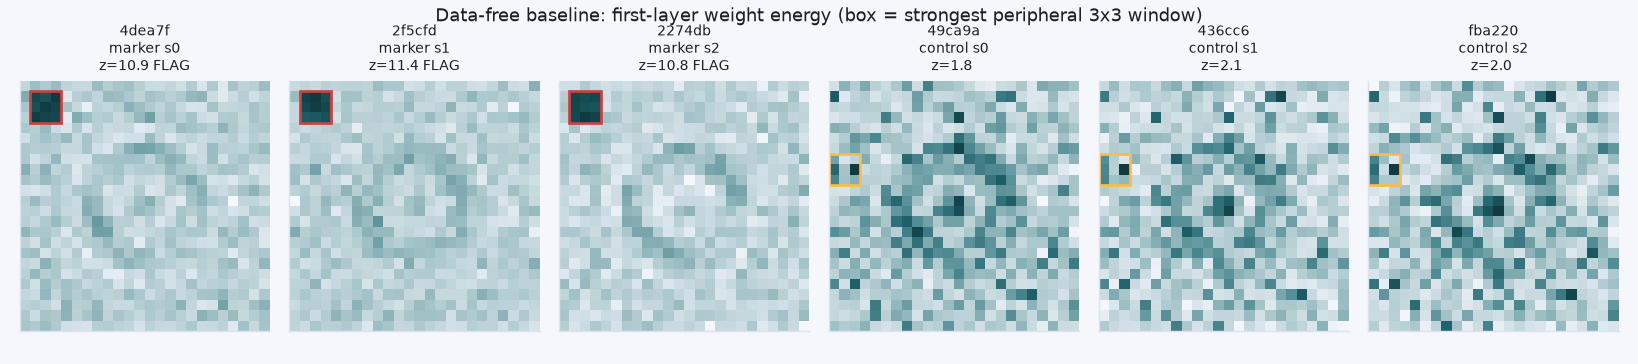 Data-free baseline: first-layer weight energy (box = strongest peripheral 3x3 window)
4dea7f
marker s0
z=10.9 FLAG
2f5cfd
marker s1
z=11.4 FLAG
2274db
marker s2
z=10.8 FLAG
49ca9a
control s0
z=1.8
436cc6
control s1
z=2.1
fba220
control s2
z=2.0